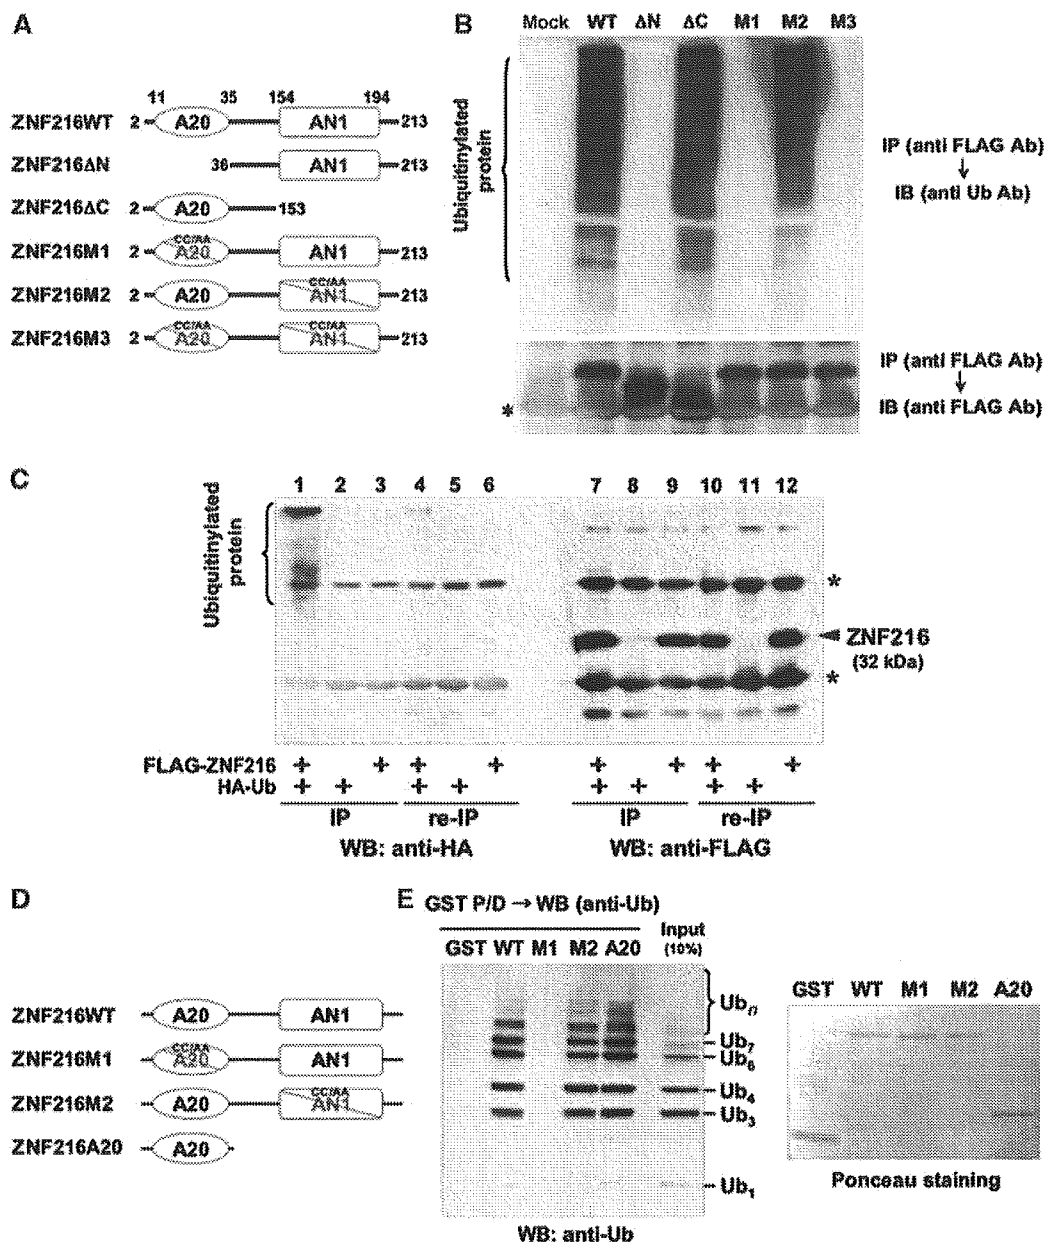 A
11 35 154 194
ZNF216WT 2 A20 AN1 213
ZNF216ΔN 36 AN1 213
ZNF216ΔC 2 A20 153
ZNF216M1 2 CC/AA A20 AN1 213
ZNF216M2 2 A20 CC/AA AN1 213
ZNF216M3 2 CC/AA A20 CC/AA AN1 213
B
Mock WT ΔN ΔC M1 M2 M3
Ubiquitinylated
protein
IP (anti FLAG Ab)
↓
IB (anti Ub Ab)
IP (anti FLAG Ab)
↓
IB (anti FLAG Ab)
*
C
1 2 3 4 5 6 7 8 9 10 11 12
Ubiquitinylated
protein
*
ZNF216
(32 kDa)
*
FLAG-ZNF216 + + + + + + + +
HA-Ub + + + + + + + +
IP re-IP IP re-IP
WB: anti-HA WB: anti-FLAG
D
ZNF216WT A20 AN1
ZNF216M1 CC/AA A20 AN1
ZNF216M2 A20 CC/AA AN1
ZNF216A20 A20
E
GST P/D → WB (anti-Ub)
GST WT M1 M2 A20
Input
(10%)
Ubn
Ub7
Ub6
Ub4
Ub3
Ub1
WB: anti-Ub
GST WT M1 M2 A20
Ponceau staining